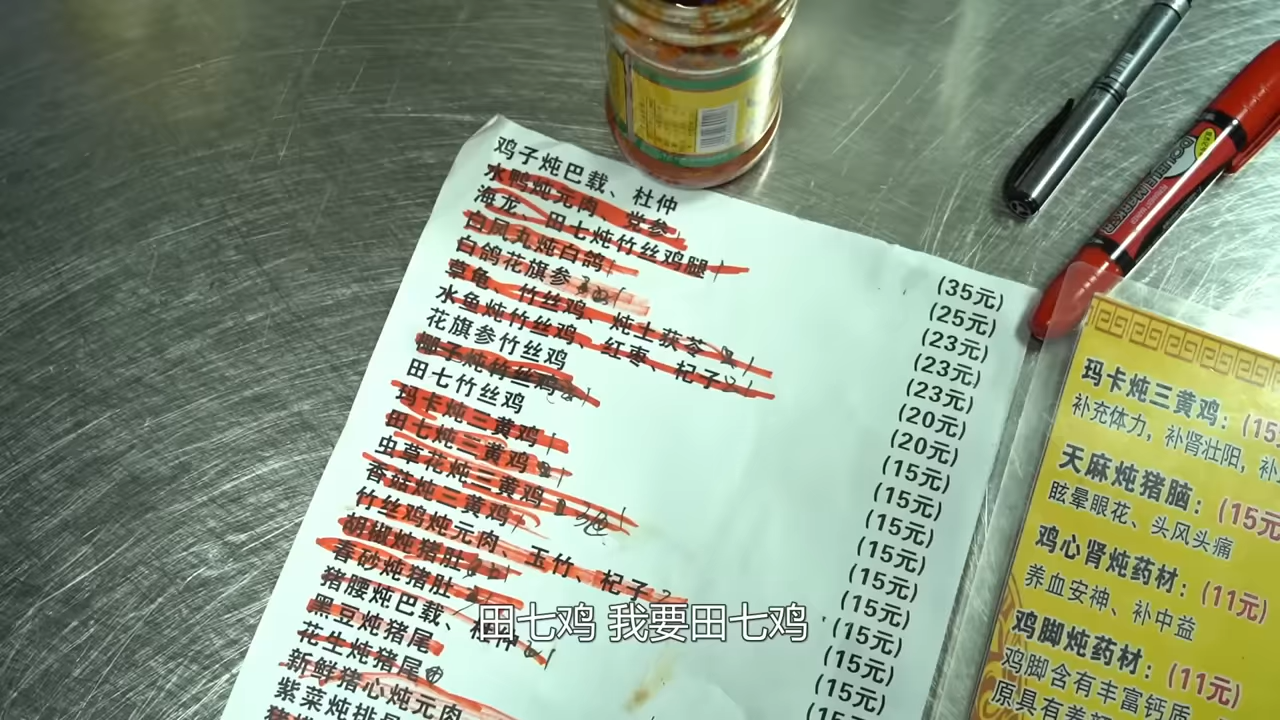 鸡子炖巴载、杜仲
水鸭炖元肉、党参
海龙、田七炖竹丝鸡腿
白凤丸炖白鸽
白鸽花旗参
草龟、竹丝鸡、炖土茯苓
水鱼炖竹丝鸡、红枣、杞子
花旗参竹丝鸡
椰子炖竹丝鸡
田七竹丝鸡
玛卡炖三黄鸡
田七炖三黄鸡
虫草花炖三黄鸡
香菇炖三黄鸡
竹丝鸡炖元肉、玉竹、杞子
胡椒炖猪肚
春砂炖猪肚
猪腰炖巴载、杜仲
黑豆炖猪尾
花生炖猪尾
新鲜猪心炖元肉
紫菜炖排骨
(35元)
(25元)
(23元)
(23元)
(23元)
(20元)
(20元)
(15元)
(15元)
(15元)
(15元)
(15元)
(15元)
(15元)
(15元)
(15元)
(15元)
玛卡炖三黄鸡：(15
补充体力，补肾壮阳，补
天麻炖猪脑：(15元
眩晕眼花、头风头痛
鸡心肾炖药材：(11元)
养血安神、补中益
鸡脚炖药材：(11元)
鸡脚含有丰富钙质
田七鸡 我要田七鸡